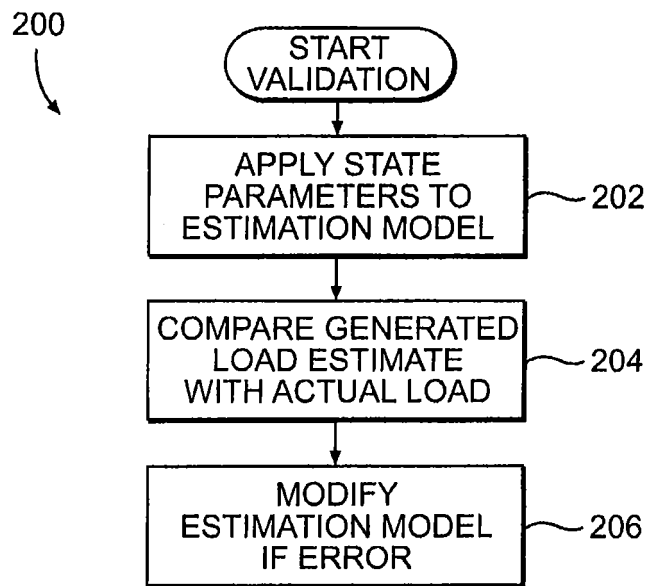 200
START
VALIDATION
APPLY STATE
PARAMETERS TO
ESTIMATION MODEL
202
COMPARE GENERATED
LOAD ESTIMATE
WITH ACTUAL LOAD
204
MODIFY
ESTIMATION MODEL
IF ERROR
206